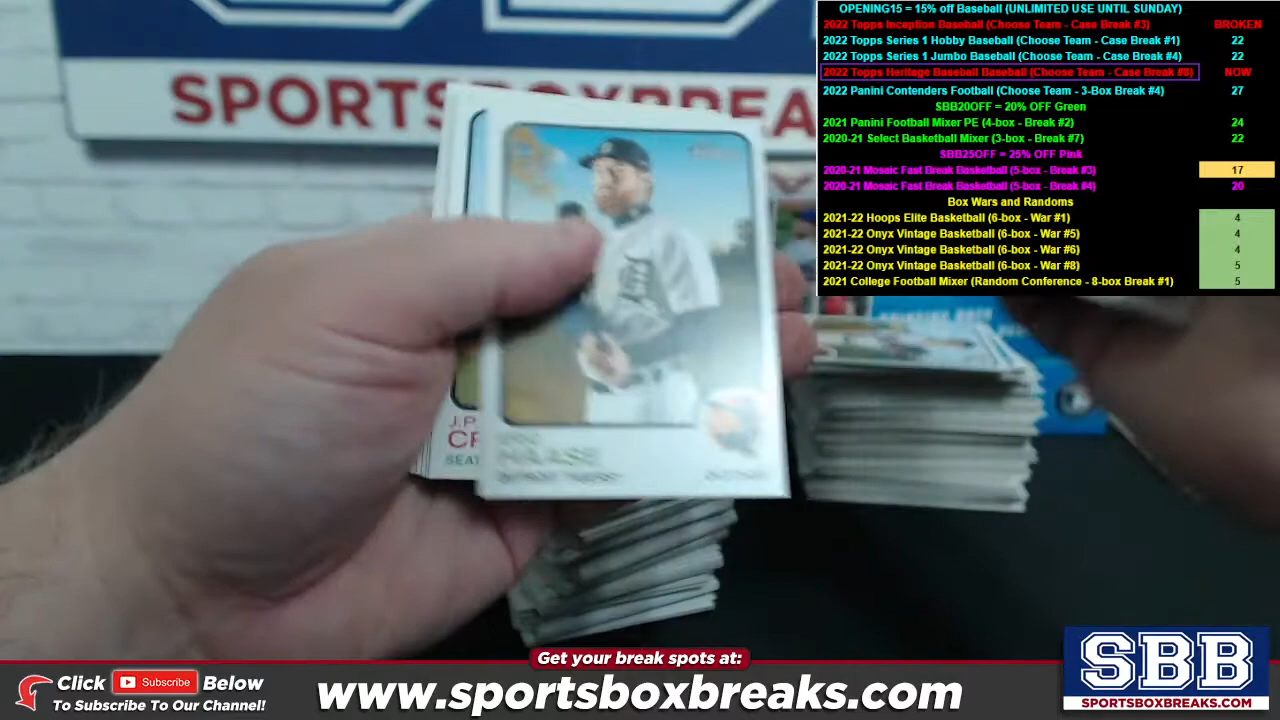 OPENING15 = 15% off Baseball (UNLIMITED USE UNTIL SUNDAY)
2022 Topps Inception Baseball (Choose Team - Case Break #3) BROKEN
2022 Topps Series 1 Hobby Baseball (Choose Team - Case Break #1) 22
2022 Topps Series 1 Jumbo Baseball (Choose Team - Case Break #4) 22
2022 Topps Heritage Baseball Baseball (Choose Team - Case Break #8) NOW
2022 Panini Contenders Football (Choose Team - 3-Box Break #4) 27
SBB20OFF = 20% OFF Green
2021 Panini Football Mixer PE (4-box - Break #2) 24
2020-21 Select Basketball Mixer (3-box - Break #7) 22
SBB25OFF = 25% OFF Pink
2020-21 Mosaic Fast Break Basketball (5-box - Break #3) 17
2020-21 Mosaic Fast Break Basketball (5-box - Break #4) 20
Box Wars and Randoms
2021-22 Hoops Elite Basketball (6-box - War #1) 4
2021-22 Onyx Vintage Basketball (6-box - War #5) 4
2021-22 Onyx Vintage Basketball (6-box - War #6) 4
2021-22 Onyx Vintage Basketball (6-box - War #8) 5
2021 College Football Mixer (Random Conference - 8-box Break #1) 5
SPORTSBOXBREAKS.COM
J.P.
CR
SEAT
HAASE
Get your break spots at:
Click Subscribe Below
To Subscribe To Our Channel!
www.sportsboxbreaks.com
SBB
SPORTSBOXBREAKS.COM